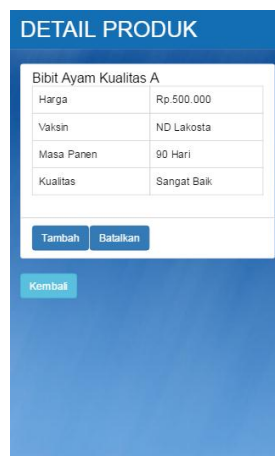 DETAIL PRODUK
Bibit Ayam Kualitas A
Harga Rp.500.000
Vaksin ND Lakosta
Masa Panen 90 Hari
Kualitas Sangat Baik
Tambah Batalkan
Kembali